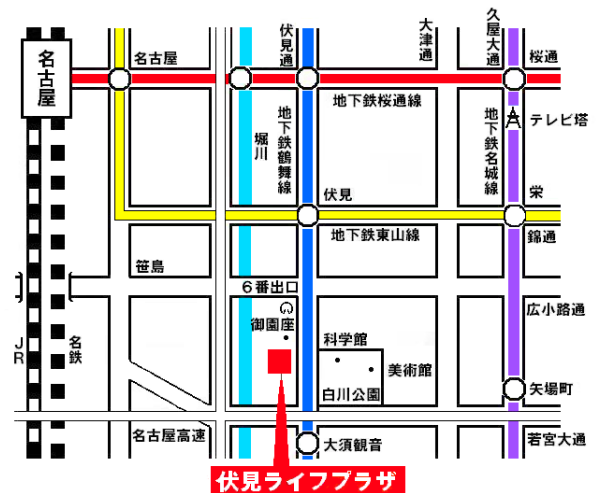 伏見通
大津通
久屋大通
桜通
名古屋
名古屋
地下鉄桜通線
地下鉄鶴舞線
堀川
地下鉄名城線
テレビ塔
伏見
栄
地下鉄東山線
錦通
笹島
6番出口
御園座
広小路通
JR
名鉄
科学館
美術館
白川公園
矢場町
名古屋高速
大須観音
若宮大通
伏見ライフプラザ